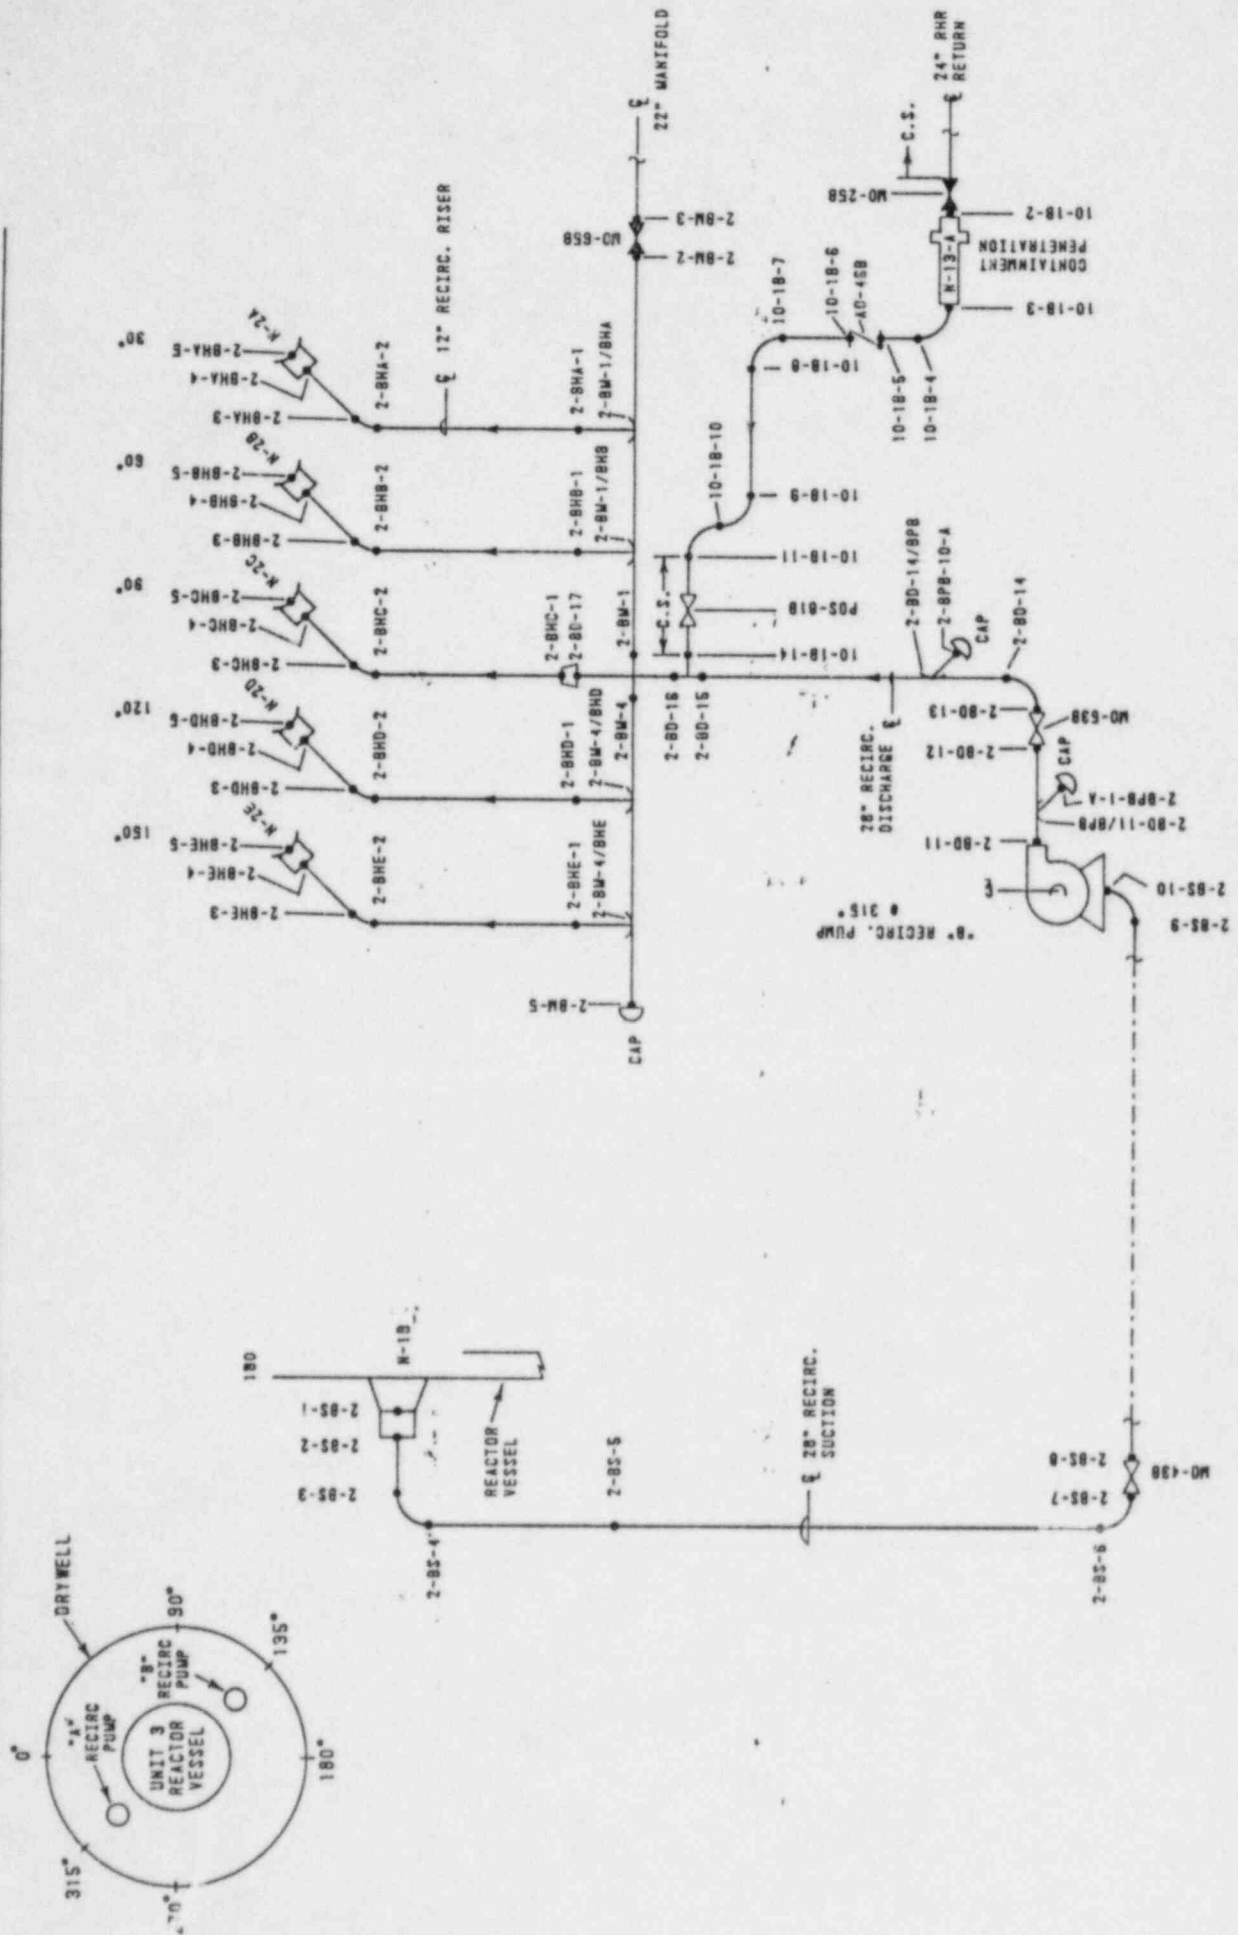 0°
"A"
RECIRC
PUMP
315°
UNIT 3
REACTOR
VESSEL
"B"
RECIRC
PUMP
DRYWELL
90°
135°
180°
180
N-1B
2-BS-1
2-BS-2
2-BS-3
REACTOR
VESSEL
2-BS-4
2-BS-5
28" RECIRC.
SUCTION
2-BS-6
2-BS-7
2-BS-8
MO-43B
150°
N-2E
2-BHE-5
2-BHE-4
2-BHE-3
2-BHE-2
2-BHE-1
2-BM-4/BHE
120°
N-2D
2-BHD-5
2-BHD-4
2-BHD-3
2-BHD-2
2-BHD-1
2-BM-4/BHD
90°
N-2C
2-BHC-5
2-BHC-4
2-BHC-3
2-BHC-2
2-BHC-1
2-BD-17
60°
N-2B
2-BHB-5
2-BHB-4
2-BHB-3
2-BHB-2
2-BHB-1
2-BM-1/BHB
30°
N-2A
2-BHA-5
2-BHA-4
2-BHA-3
2-BHA-2
2-BHA-1
2-BM-1/BHA
℄ 12" RECIRC. RISER
2-BM-5
CAP
2-BM-4
2-BM-1
MO-65B
2-BM-2
2-BM-3
℄
22" MANIFOLD
2-BD-16
2-BD-15
C.S.
10-1B-14
POS-81B
10-1B-11
10-1B-10
10-1B-9
10-1B-8
10-1B-7
10-1B-6
AO-46B
10-1B-5
10-1B-4
10-1B-3
N-13-A
CONTAINMENT
PENETRATION
10-1B-2
MO-25B
C.S.
℄ 24" RHR
RETURN
28" RECIRC.
DISCHARGE ℄
2-BD-14/BPB
2-BPB-10-A
CAP
2-BD-14
2-BD-13
MO-53B
2-BD-12
CAP
2-BPB-1-A
2-BD-11/BPB
2-BD-11
"B" RECIRC. PUMP
@ 315°
℄
2-BS-10
2-BS-9